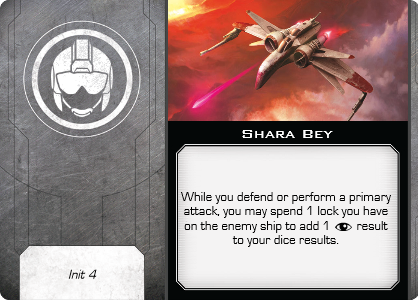 Shara Bey
While you defend or perform a primary
attack, you may spend 1 lock you have
on the enemy ship to add 1 result
to your dice results.
Init 4